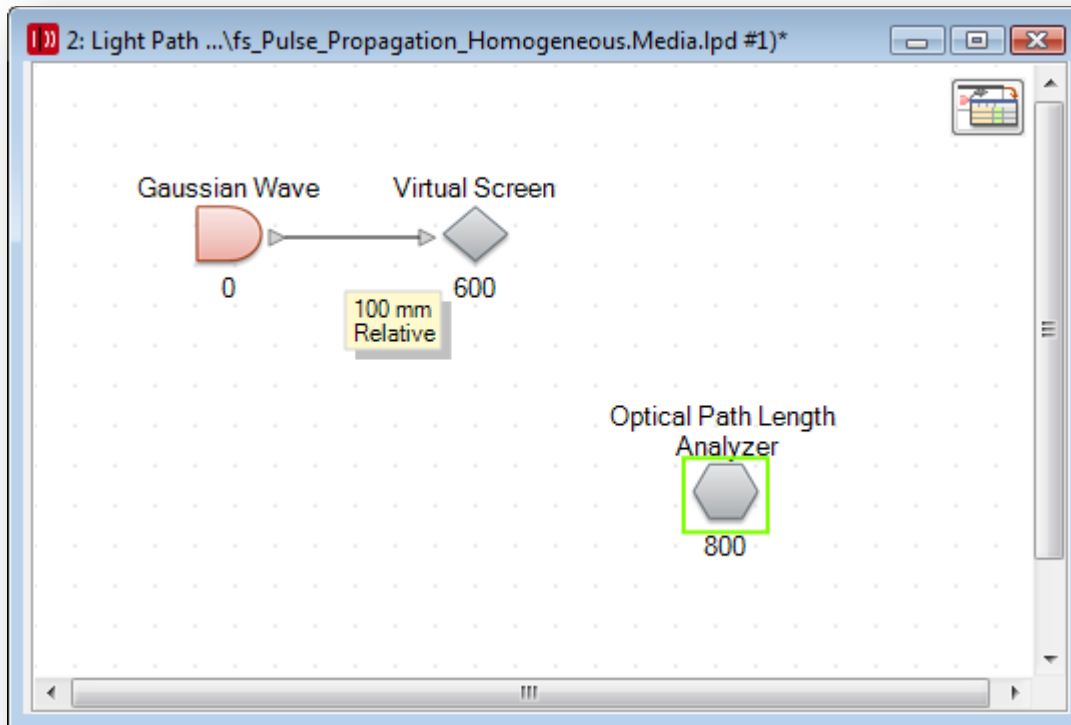 2: Light Path ...\fs_Pulse_Propagation_Homogeneous.Media.lpd #1)*
Gaussian Wave
Virtual Screen
0
600
100 mm
Relative
Optical Path Length
Analyzer
800